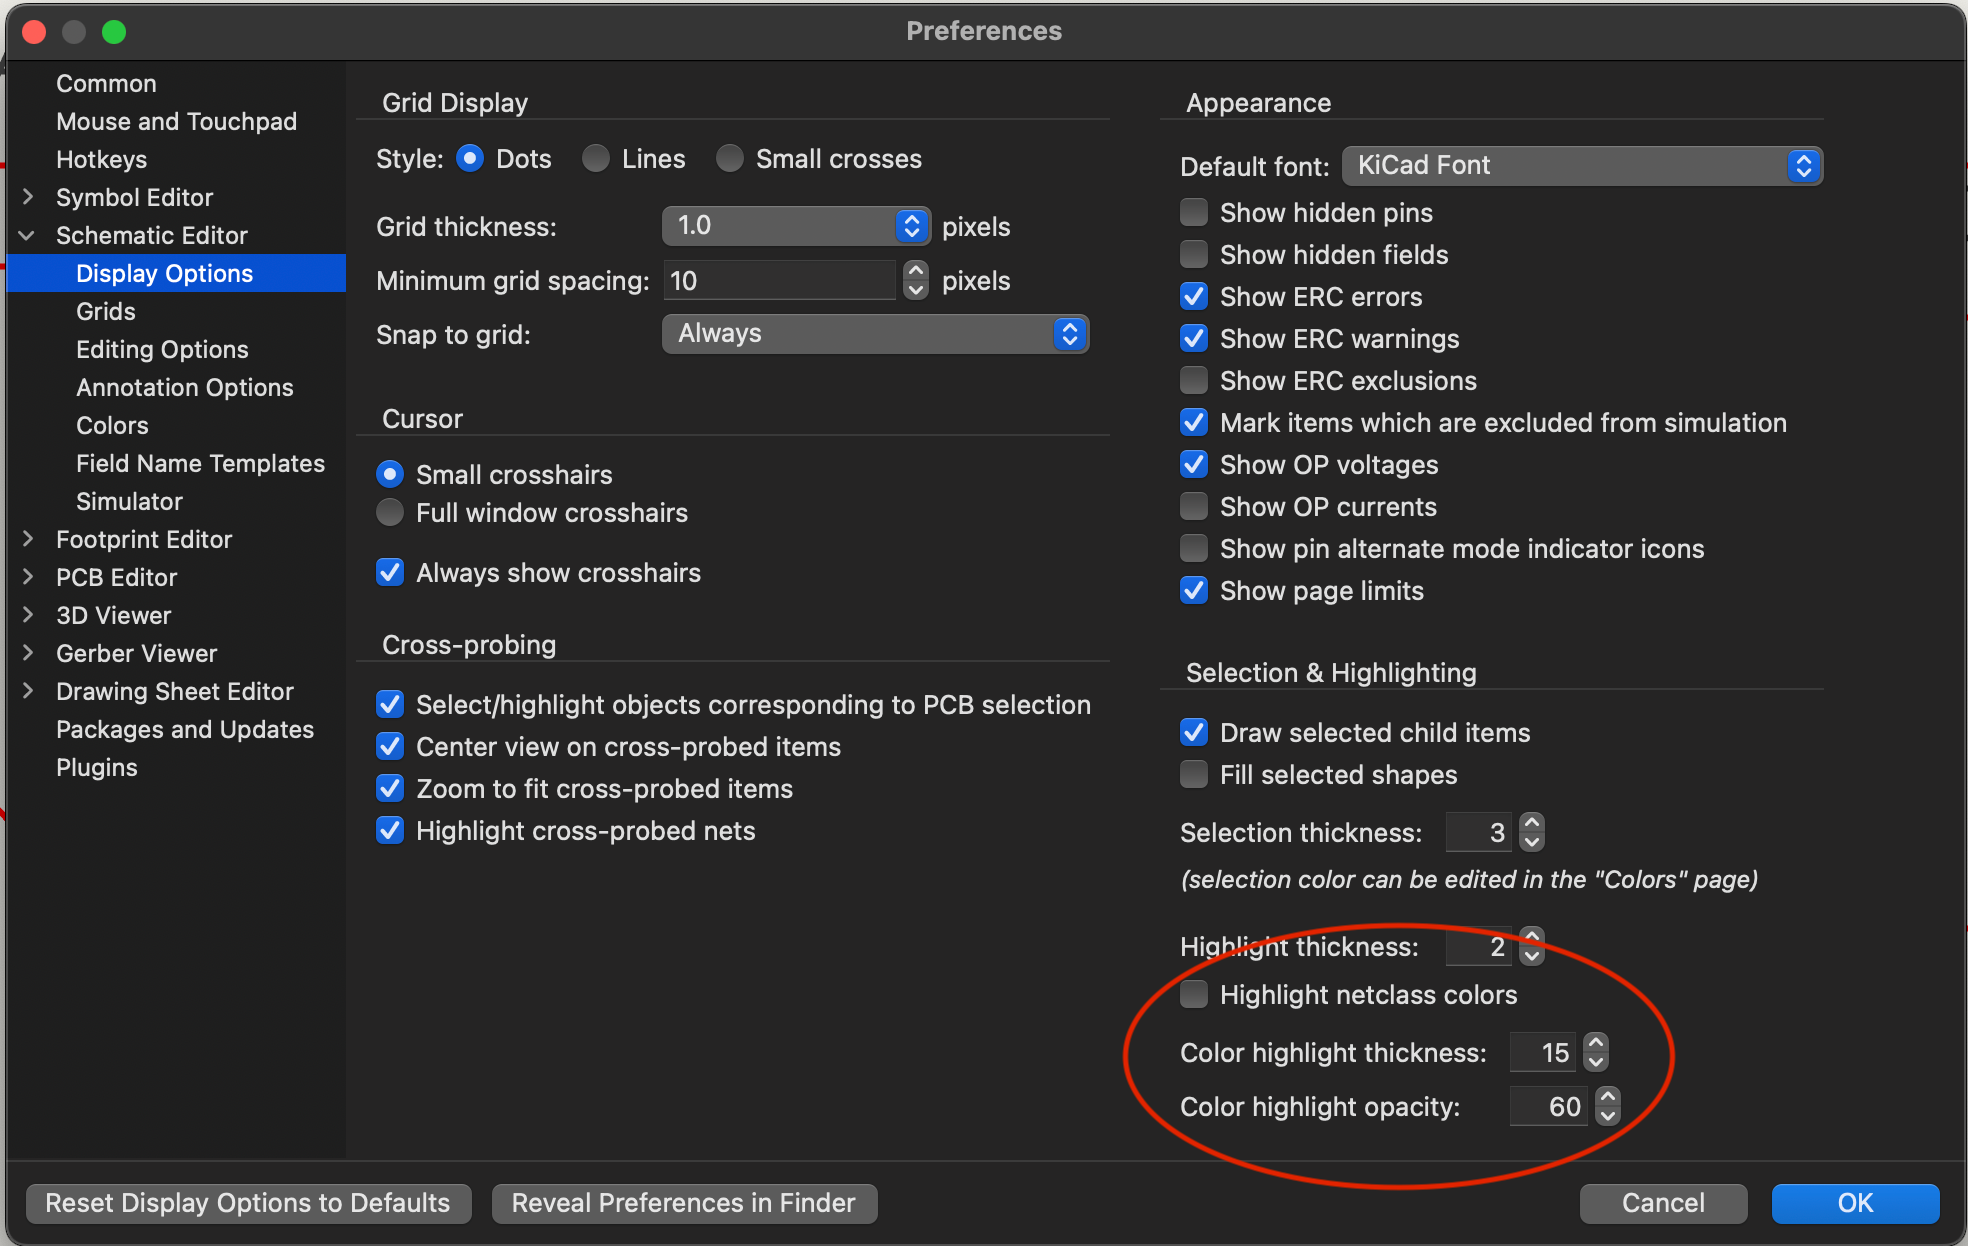 Preferences
Common
Mouse and Touchpad
Hotkeys
Symbol Editor
Schematic Editor
Display Options
Grids
Editing Options
Annotation Options
Colors
Field Name Templates
Simulator
Footprint Editor
PCB Editor
3D Viewer
Gerber Viewer
Drawing Sheet Editor
Packages and Updates
Plugins
Grid Display
Style: Dots Lines Small crosses
Grid thickness: 1.0 pixels
Minimum grid spacing: 10 pixels
Snap to grid: Always
Cursor
Small crosshairs
Full window crosshairs
Always show crosshairs
Cross-probing
Select/highlight objects corresponding to PCB selection
Center view on cross-probed items
Zoom to fit cross-probed items
Highlight cross-probed nets
Appearance
Default font: KiCad Font
Show hidden pins
Show hidden fields
Show ERC errors
Show ERC warnings
Show ERC exclusions
Mark items which are excluded from simulation
Show OP voltages
Show OP currents
Show pin alternate mode indicator icons
Show page limits
Selection & Highlighting
Draw selected child items
Fill selected shapes
Selection thickness: 3
(selection color can be edited in the "Colors" page)
Highlight thickness: 2
Highlight netclass colors
Color highlight thickness: 15
Color highlight opacity: 60
Reset Display Options to Defaults
Reveal Preferences in Finder
Cancel
OK